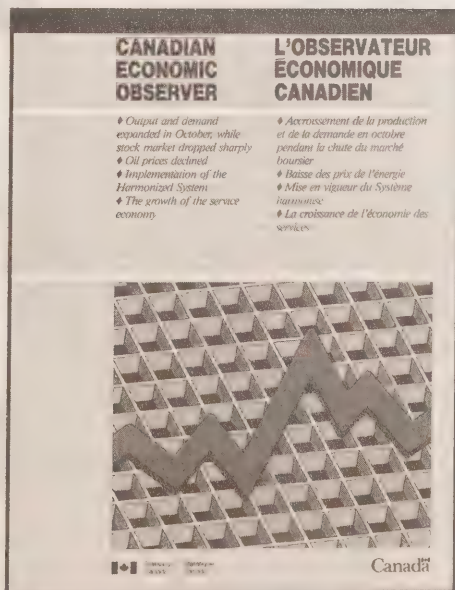 CANADIAN
ECONOMIC
OBSERVER
♦ Output and demand
expanded in October, while
stock market dropped sharply
♦ Oil prices declined
♦ Implementation of the
Harmonized System
♦ The growth of the service
economy
L'OBSERVATEUR
ÉCONOMIQUE
CANADIEN
♦ Accroissement de la production
et de la demande en octobre
pendant la chute du marché
boursier
♦ Baisse des prix de l'énergie
♦ Mise en vigueur du Système
harmonisé
♦ La croissance de l'économie des
services
Canada